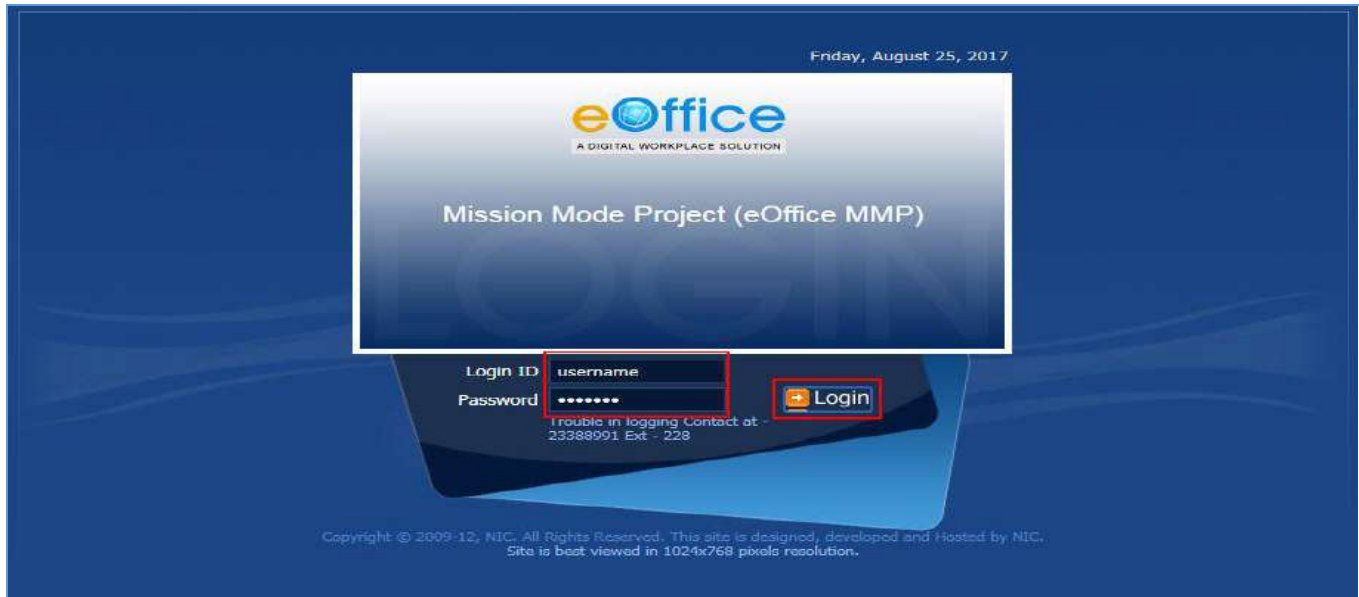 Friday, August 25, 2017
eOffice
A DIGITAL WORKPLACE SOLUTION
Mission Mode Project (eOffice MMP)
LOGIN
Login ID username
Password •••••••
Login
Trouble in logging Contact at -
23388991 Ext - 228
Copyright © 2009-12, NIC. All Rights Reserved. This site is designed, developed and Hosted by NIC.
Site is best viewed in 1024x768 pixels resolution.